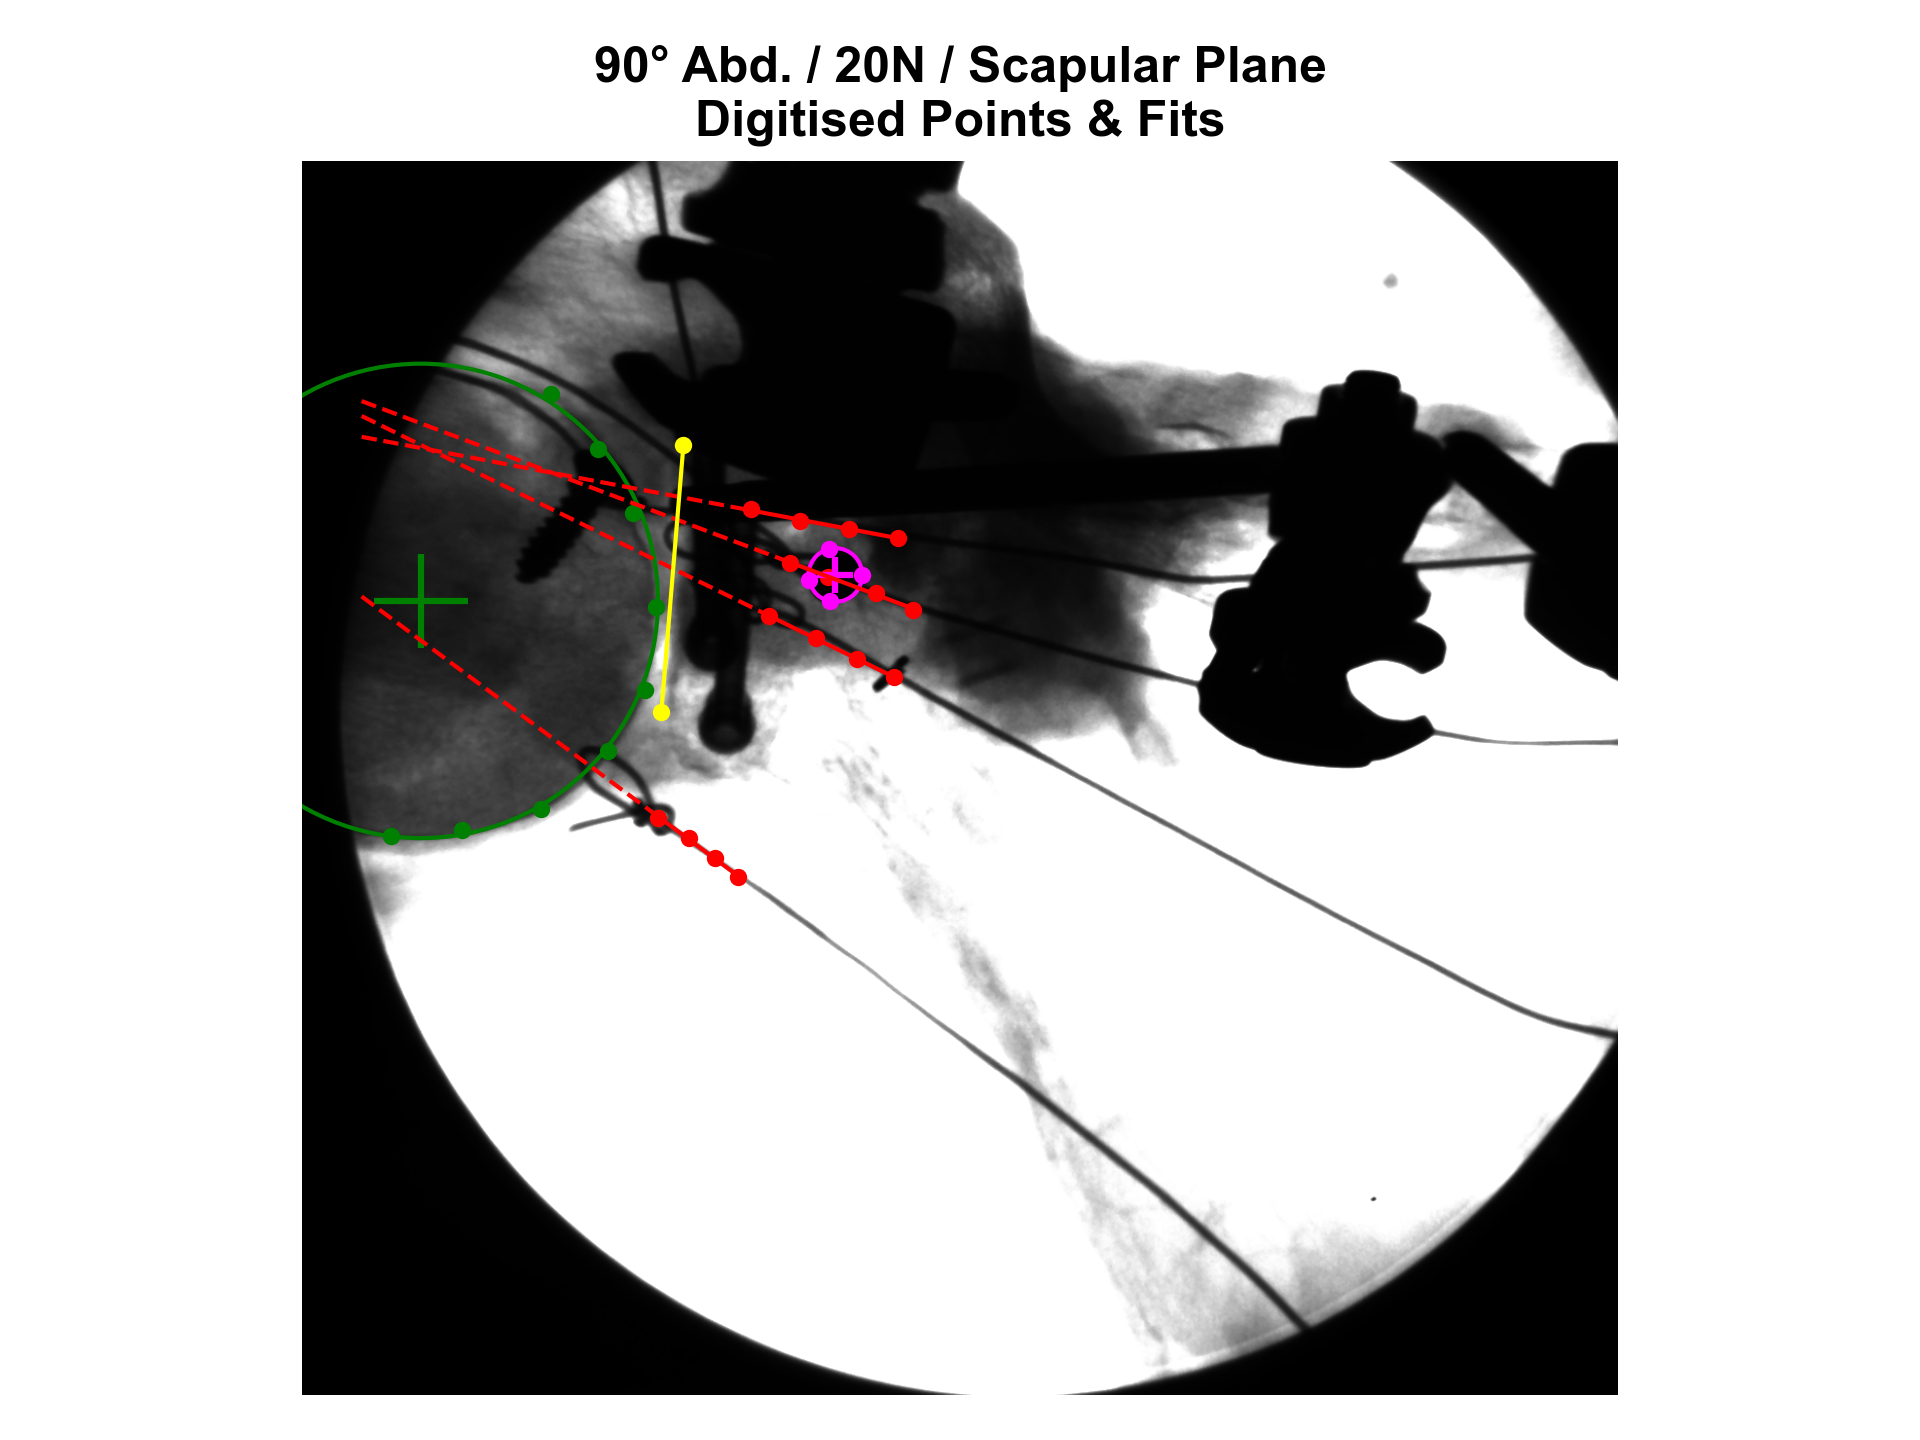 90° Abd. / 20N / Scapular Plane
Digitised Points & Fits